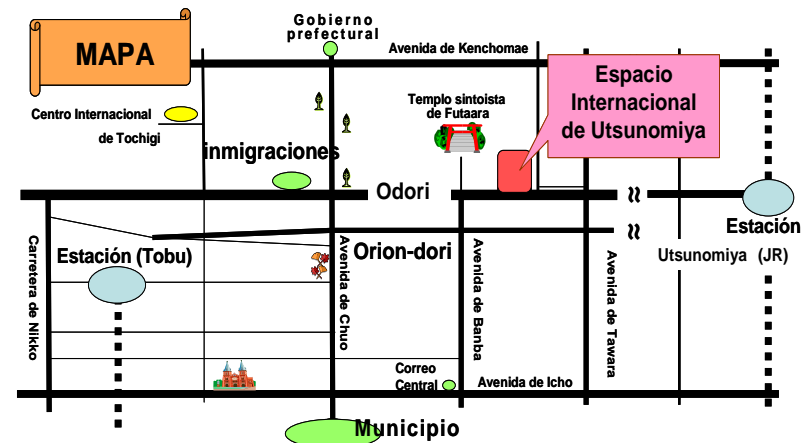 Gobierno
prefectural
MAPA
Avenida de Kenchomae
Espacio
Internacional
de Utsunomiya
Centro Internacional
de Tochigi
Templo sintoista
de Futaara
inmigraciones
Odori
Estación
Utsunomiya (JR)
Carretera de Nikko
Estación (Tobu)
Avenida de Chuo
Orion-dori
Avenida de Banba
Avenida de Tawara
Correo
Central
Avenida de Icho
Municipio